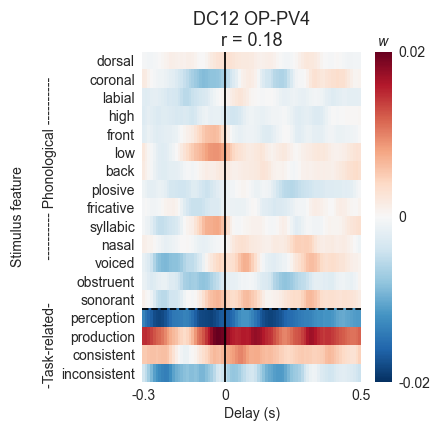 DC12 OP-PV4
r = 0.18
w
dorsal
coronal
labial
high
front
low
back
plosive
fricative
syllabic
nasal
voiced
obstruent
sonorant
perception
production
consistent
inconsistent
Stimulus feature
---------- Phonological ----------
-Task-related-
-0.3
0
0.5
Delay (s)
0.02
0
-0.02